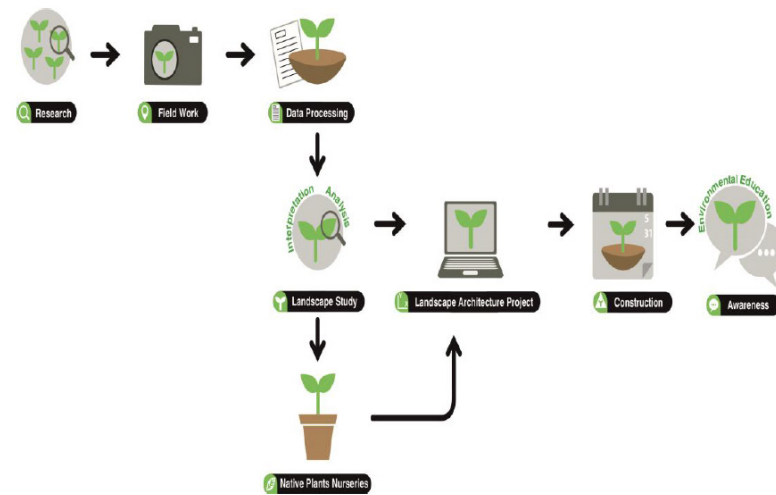 Research
Field Work
Data Processing
Interpretation Analysis
Landscape Study
Landscape Architecture Project
5
31
Construction
Environmental Education
Awareness
Native Plants Nurseries